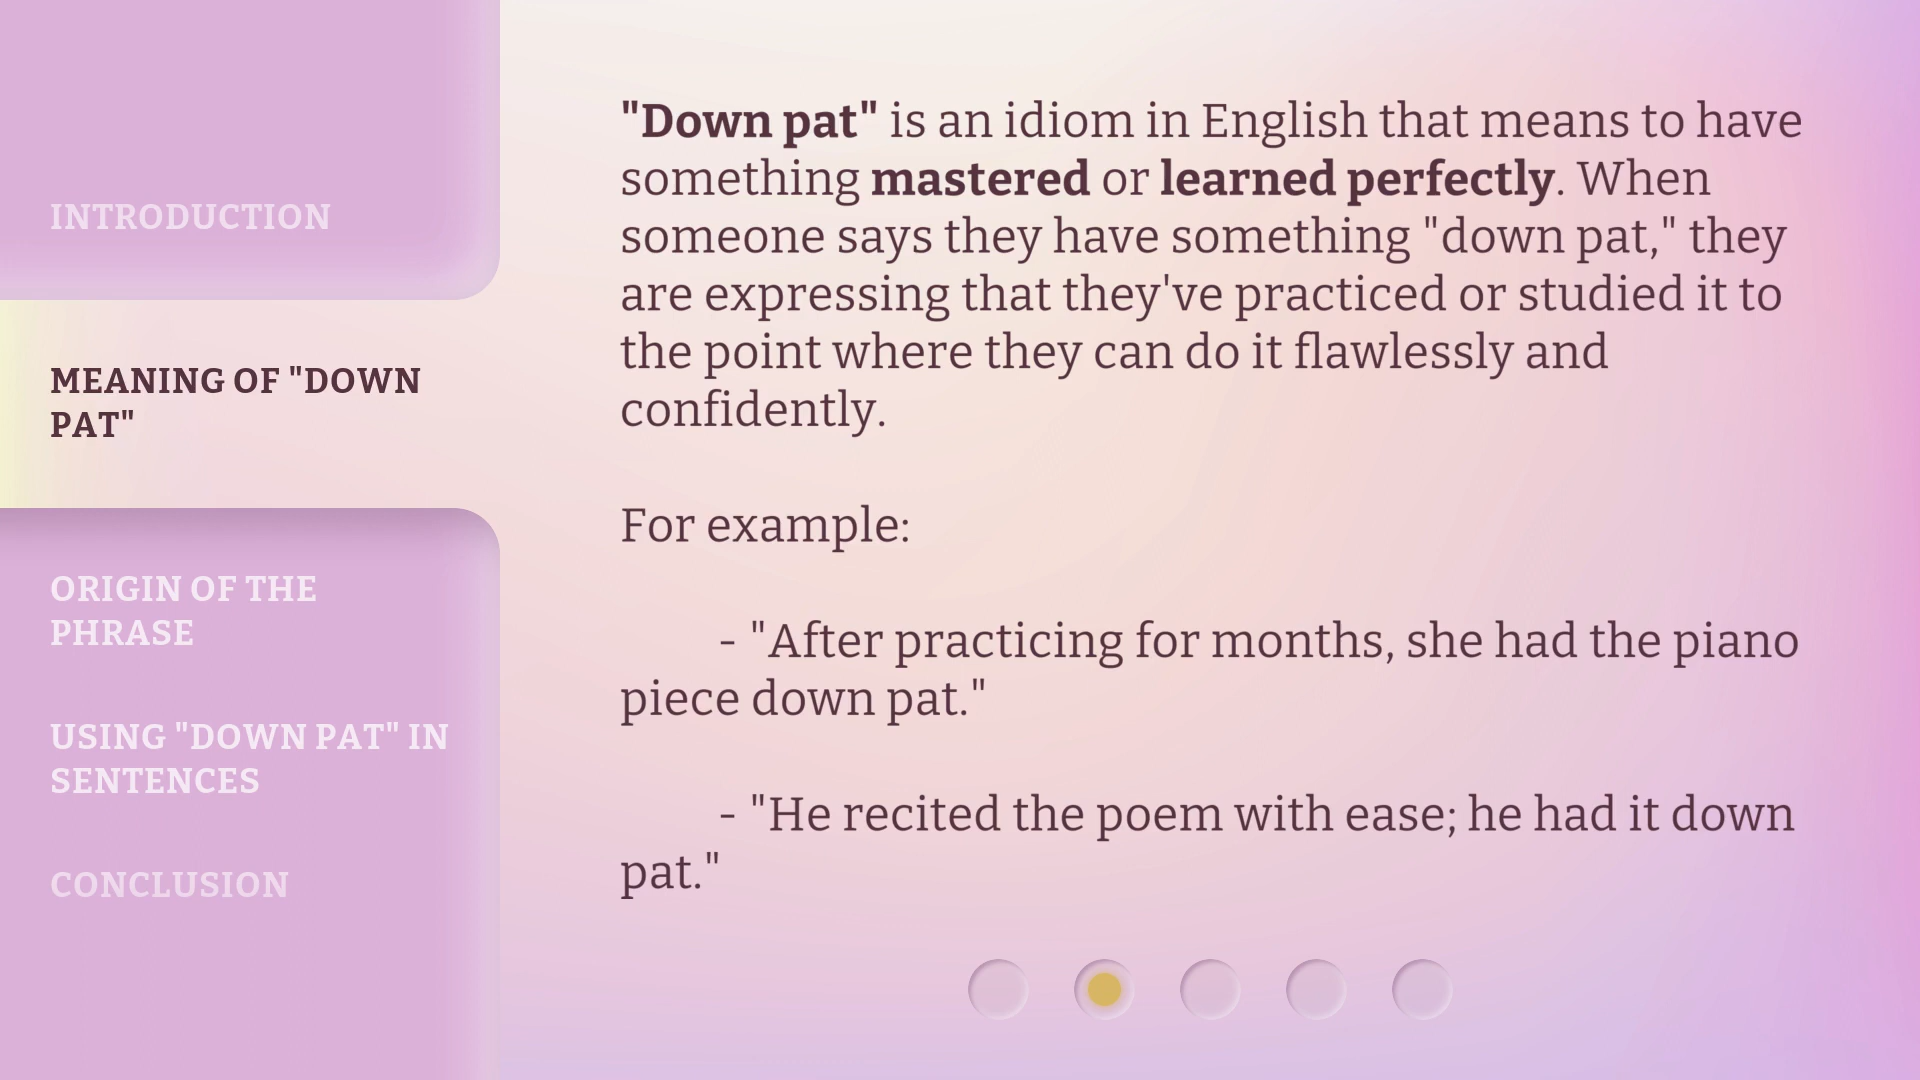 INTRODUCTION
MEANING OF "DOWN
PAT"
ORIGIN OF THE
PHRASE
USING "DOWN PAT" IN
SENTENCES
CONCLUSION
"Down pat" is an idiom in English that means to have
something mastered or learned perfectly. When
someone says they have something "down pat," they
are expressing that they've practiced or studied it to
the point where they can do it flawlessly and
confidently.
For example:
- "After practicing for months, she had the piano
piece down pat."
- "He recited the poem with ease; he had it down
pat."